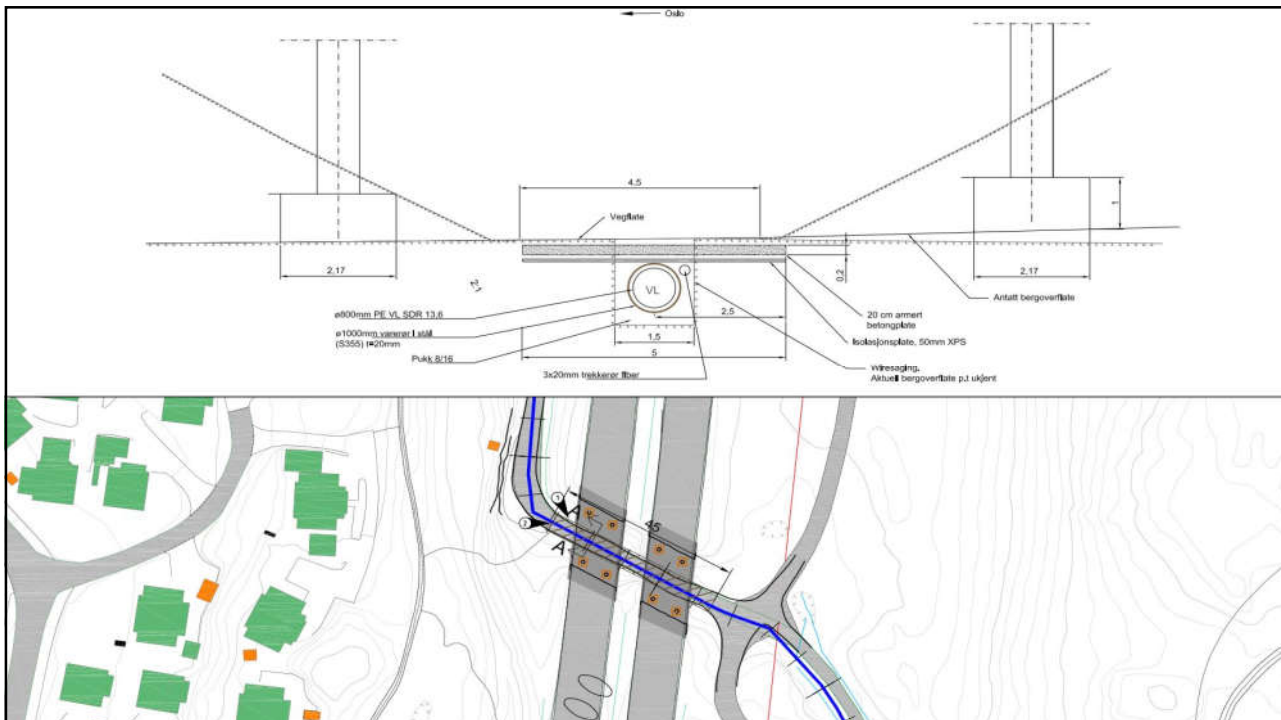 Oslo
4,5
Vegflate
1
2,17
2,17
0,2
Antatt bergoverflate
2:1
VL
ø800mm PE VL SDR 13,6
2,5
20 cm armert
betongplate
ø1000mm varerør i stål
(S355) t=20mm
Isolasjonsplate, 50mm XPS
Pukk 8/16
1,5
5
Wiresaging,
Aktuell bergoverflate p.t ukjent
3x20mm trekkerør fiber
1
A
45
2
A